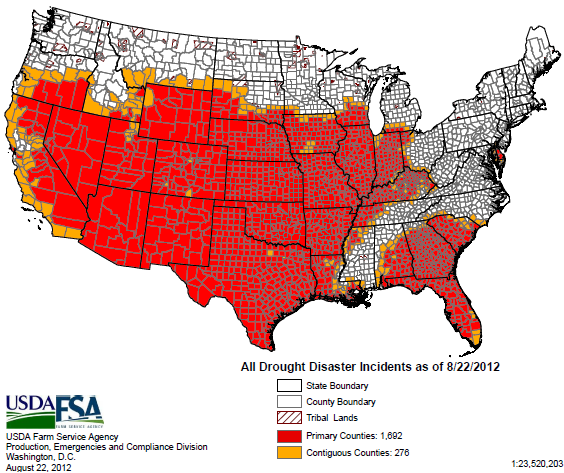 All Drought Disaster Incidents as of 8/22/2012
State Boundary
County Boundary
Tribal Lands
Primary Counties: 1,692
Contiguous Counties: 276
USDA FSA
FARM SERVICE AGENCY
USDA Farm Service Agency
Production, Emergencies and Compliance Division
Washington, D.C.
August 22, 2012
1:23,520,203